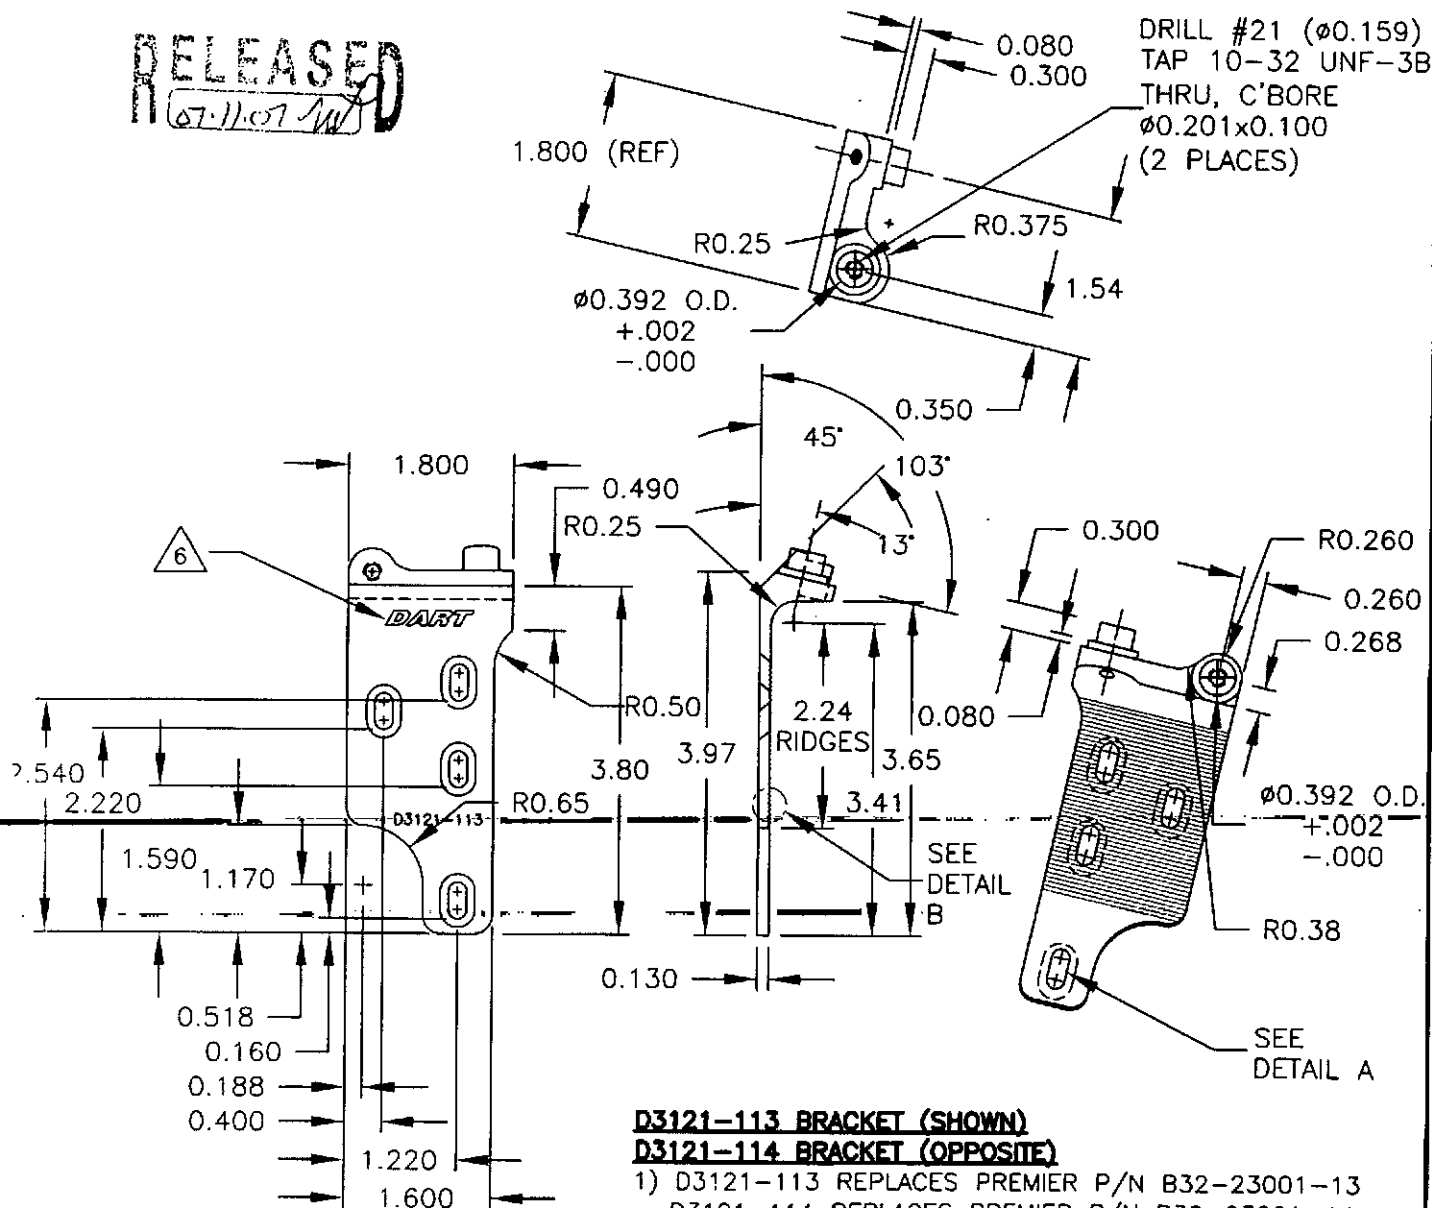 RELEASED
07.11.07
0.080
0.300
DRILL #21 (ø0.159)
TAP 10-32 UNF-3B
THRU, C'BORE
ø0.201x0.100
(2 PLACES)
1.800 (REF)
R0.25
R0.375
1.54
ø0.392 O.D.
+.002
-.000
0.350
45°
103°
13°
1.800
0.490
R0.25
6
DART
0.300
R0.260
0.260
0.268
R0.50
2.24
RIDGES
0.080
3.97
3.65
3.80
3.41
2.540
2.220
R0.65
D3121-113
1.590
1.170
SEE
DETAIL
B
ø0.392 O.D.
+.002
-.000
R0.38
0.130
0.518
0.160
0.188
0.400
1.220
1.600
SEE
DETAIL A
D3121-113 BRACKET (SHOWN)
D3121-114 BRACKET (OPPOSITE)
1) D3121-113 REPLACES PREMIER P/N B32-23001-13